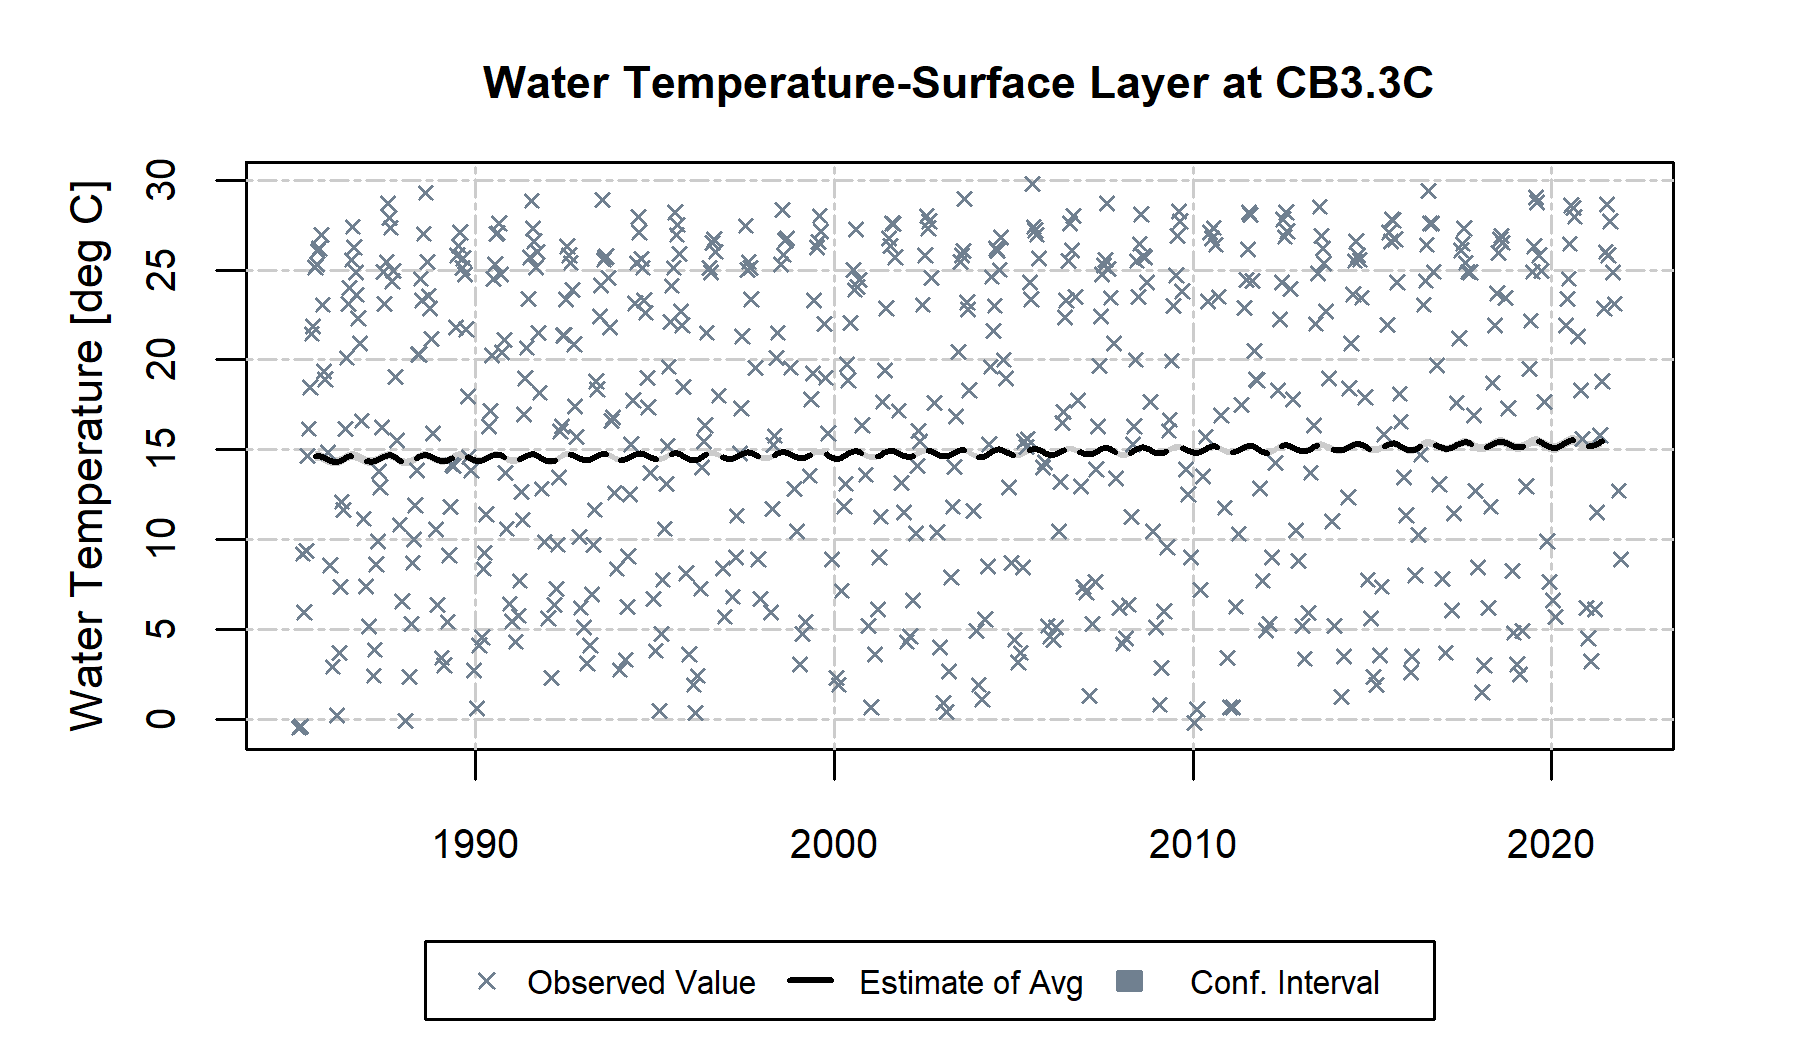 Water Temperature-Surface Layer at CB3.3C
Water Temperature [deg C]
30
25
20
15
10
5
0
1990 2000 2010 2020
Observed Value Estimate of Avg Conf. Interval